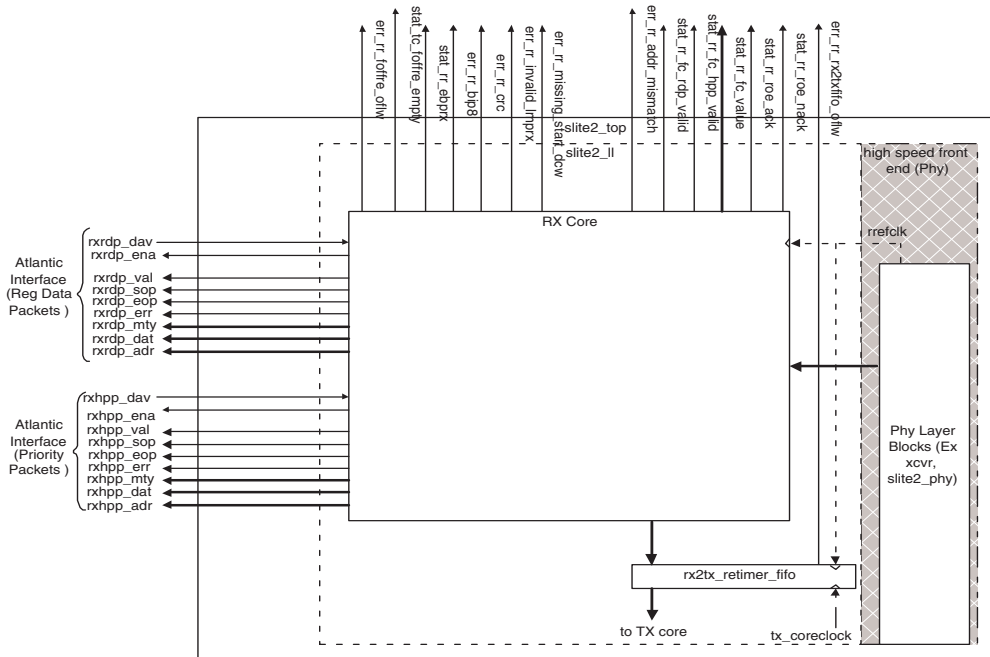 err_rr_foffre_oflw
stat_tc_foffre_empty
stat_rr_ebprx
err_rr_bip8
err_rr_crc
err_rr_invalid_lmprx
err_rr_missing_start_dcw
err_rr_addr_mismatch
stat_rr_fc_rdp_valid
stat_rr_fc_hpp_valid
stat_rr_fc_value
stat_rr_roe_ack
stat_rr_roe_nack
err_rr_rx2txfifo_oflw
slite2_top
slite2_ll
high speed front
end (Phy)
RX Core
rrefclk
Atlantic
Interface
(Reg Data
Packets )
rxrdp_dav
rxrdp_ena
rxrdp_val
rxrdp_sop
rxrdp_eop
rxrdp_err
rxrdp_mty
rxrdp_dat
rxrdp_adr
Atlantic
Interface
(Priority
Packets )
rxhpp_dav
rxhpp_ena
rxhpp_val
rxhpp_sop
rxhpp_eop
rxhpp_err
rxhpp_mty
rxhpp_dat
rxhpp_adr
Phy Layer
Blocks (Ex
xcvr,
slite2_phy)
rx2tx_retimer_fifo
to TX core
tx_coreclock